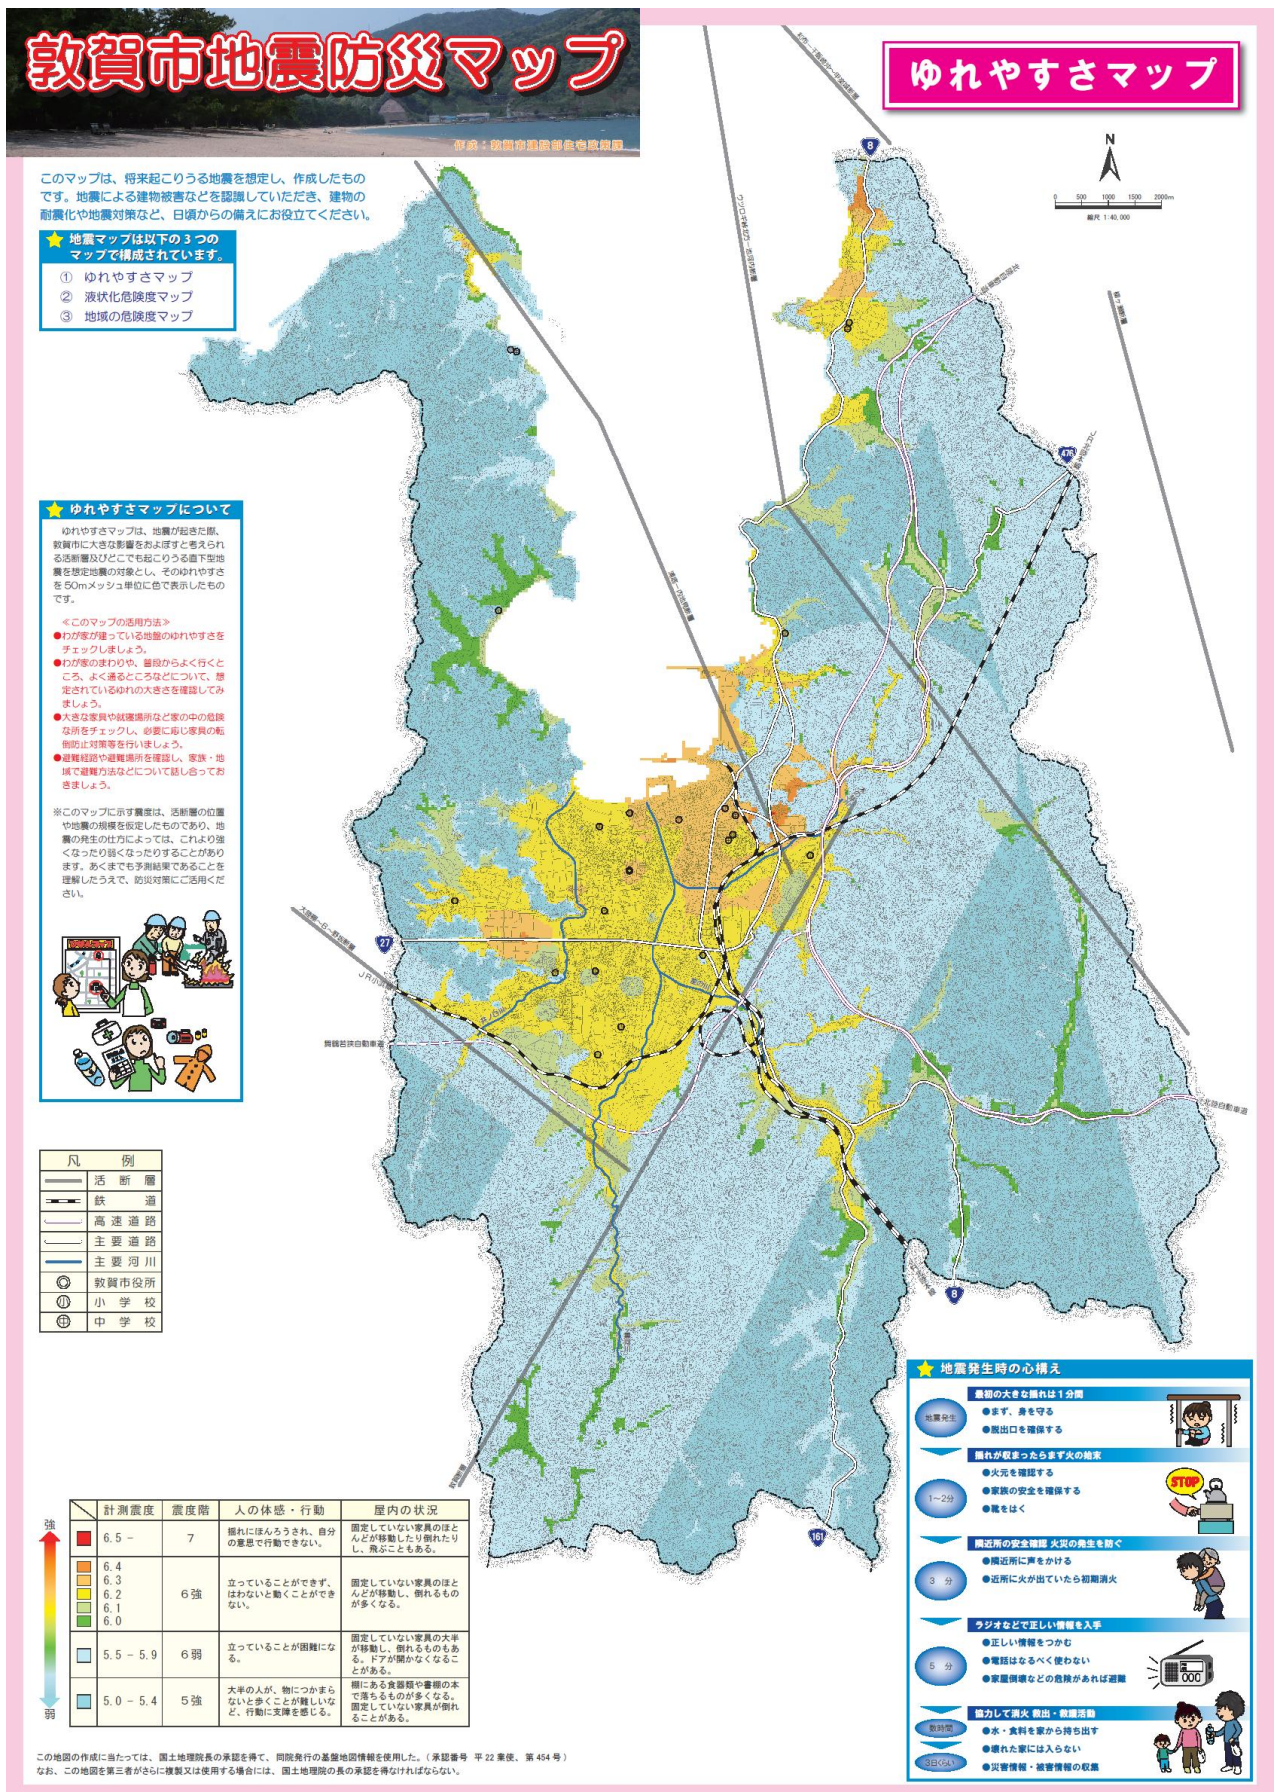 敦賀市地震防災マップ
作成：敦賀市建設部住宅政策課
ゆれやすさマップ
このマップは、将来起こりうる地震を想定し、作成したもの
です。地震による建物被害などを認識していただき、建物の
耐震化や地震対策など、日頃からの備えにお役立てください。
地震マップは以下の３つの
マップで構成されています。
① ゆれやすさマップ
② 液状化危険度マップ
③ 地域の危険度マップ
N
0 500 1000 1500 2000m
縮尺 1:40,000
8
476
27
8
161
ゆれやすさマップについて
ゆれやすさマップは、地震が起きた際、
敦賀市に大きな影響をおよぼすと考えられ
る活断層及びどこでも起こりうる直下型地
震を想定地震の対象とし、そのゆれやすさ
を50mメッシュ単位に色で表示したもの
です。
≪このマップの活用方法≫
●わが家が建っている地盤のゆれやすさを
チェックしましょう。
●わが家のまわりや、普段からよく行くと
ころ、よく通るところなどについて、想
定されているゆれの大きさを確認してみ
ましょう。
●大きな家具や就寝場所など家の中の危険
な所をチェックし、必要に応じ家具の転
倒防止対策等を行いましょう。
●避難経路や避難場所を確認し、家族・地
域で避難方法などについて話し合ってお
きましょう。
※このマップに示す震度は、活断層の位置
や地震の規模を仮定したものであり、地
震の発生の仕方によっては、これより強
くなったり弱くなったりすることがあり
ます。あくまでも予測結果であることを
理解したうえで、防災対策にご活用くだ
さい。
舞鶴若狭自動車道
北陸自動車道
凡 例
活断層
鉄道
高速道路
主要道路
主要河川
敦賀市役所
小学校
中学校
強
弱
計測震度 震度階 人の体感・行動 屋内の状況
6.5 - 7 揺れにほんろうされ、自分の意思で行動できない。 固定していない家具のほとんどが移動したり倒れたりし、飛ぶこともある。
6.4
6.3
6.2
6.1
6.0
6強 立っていることができず、はわないと動くことができない。 固定していない家具のほとんどが移動し、倒れるものが多くなる。
5.5 - 5.9 6弱 立っていることが困難になる。 固定していない家具の大半が移動し、倒れるものもある。ドアが開かなくなることがある。
5.0 - 5.4 5強 大半の人が、物につかまらないと歩くことが難しいなど、行動に支障を感じる。 棚にある食器類や書棚の本で落ちるものが多くなる。固定していない家具が倒れることがある。
地震発生時の心構え
地震発生
最初の大きな揺れは１分間
●まず、身を守る
●脱出口を確保する
1～2分
揺れが収まったらまず火の始末
●火元を確認する
●家族の安全を確保する
●靴をはく
STOP
3 分
隣近所の安全確認 火災の発生を防ぐ
●隣近所に声をかける
●近所に火が出ていたら初期消火
5 分
ラジオなどで正しい情報を入手
●正しい情報をつかむ
●電話はなるべく使わない
●家屋倒壊などの危険があれば避難
数時間
3日くらい
協力して消火 救出・救護活動
●水・食料を家から持ち出す
●壊れた家には入らない
●災害情報・被害情報の収集
この地図の作成に当たっては、国土地理院長の承認を得て、同院発行の基盤地図情報を使用した。（承認番号 平22業使、第454号）
なお、この地図を第三者がさらに複製又は使用する場合には、国土地理院の長の承認を得なければならない。